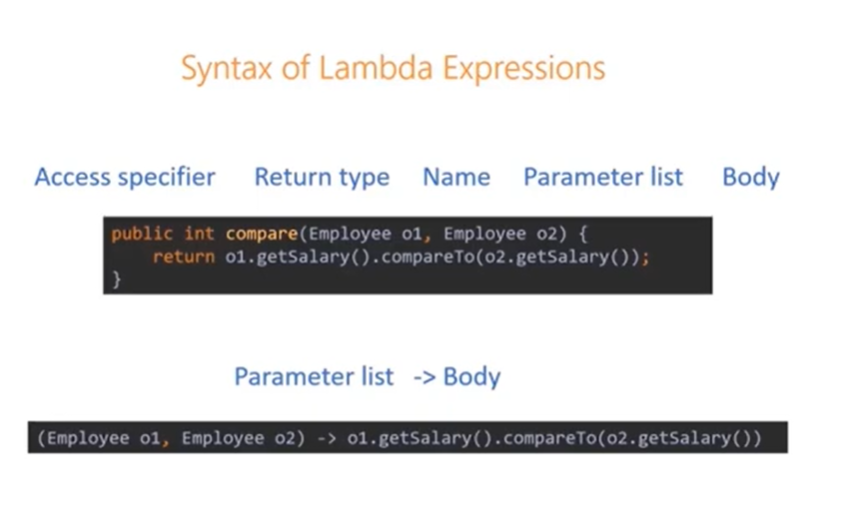 Syntax of Lambda Expressions
Access specifier Return type Name Parameter list Body
public int compare(Employee o1, Employee o2) {
    return o1.getSalary().compareTo(o2.getSalary());
}
Parameter list -> Body
(Employee o1, Employee o2) -> o1.getSalary().compareTo(o2.getSalary())